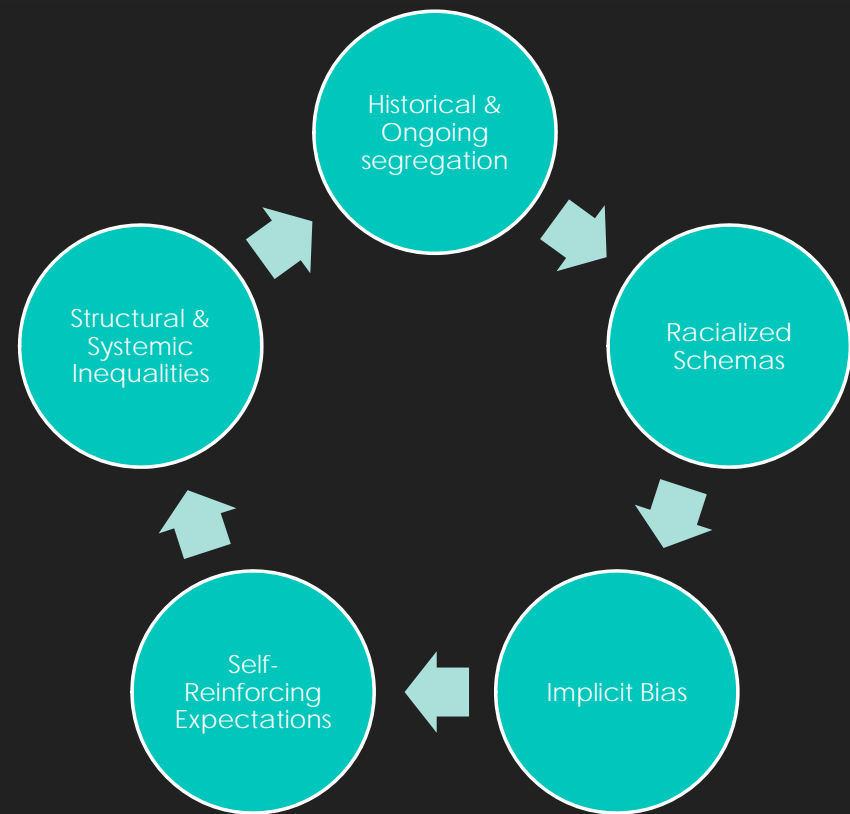 Historical &
Ongoing
segregation
Racialized
Schemas
Implicit Bias
Self-
Reinforcing
Expectations
Structural &
Systemic
Inequalities